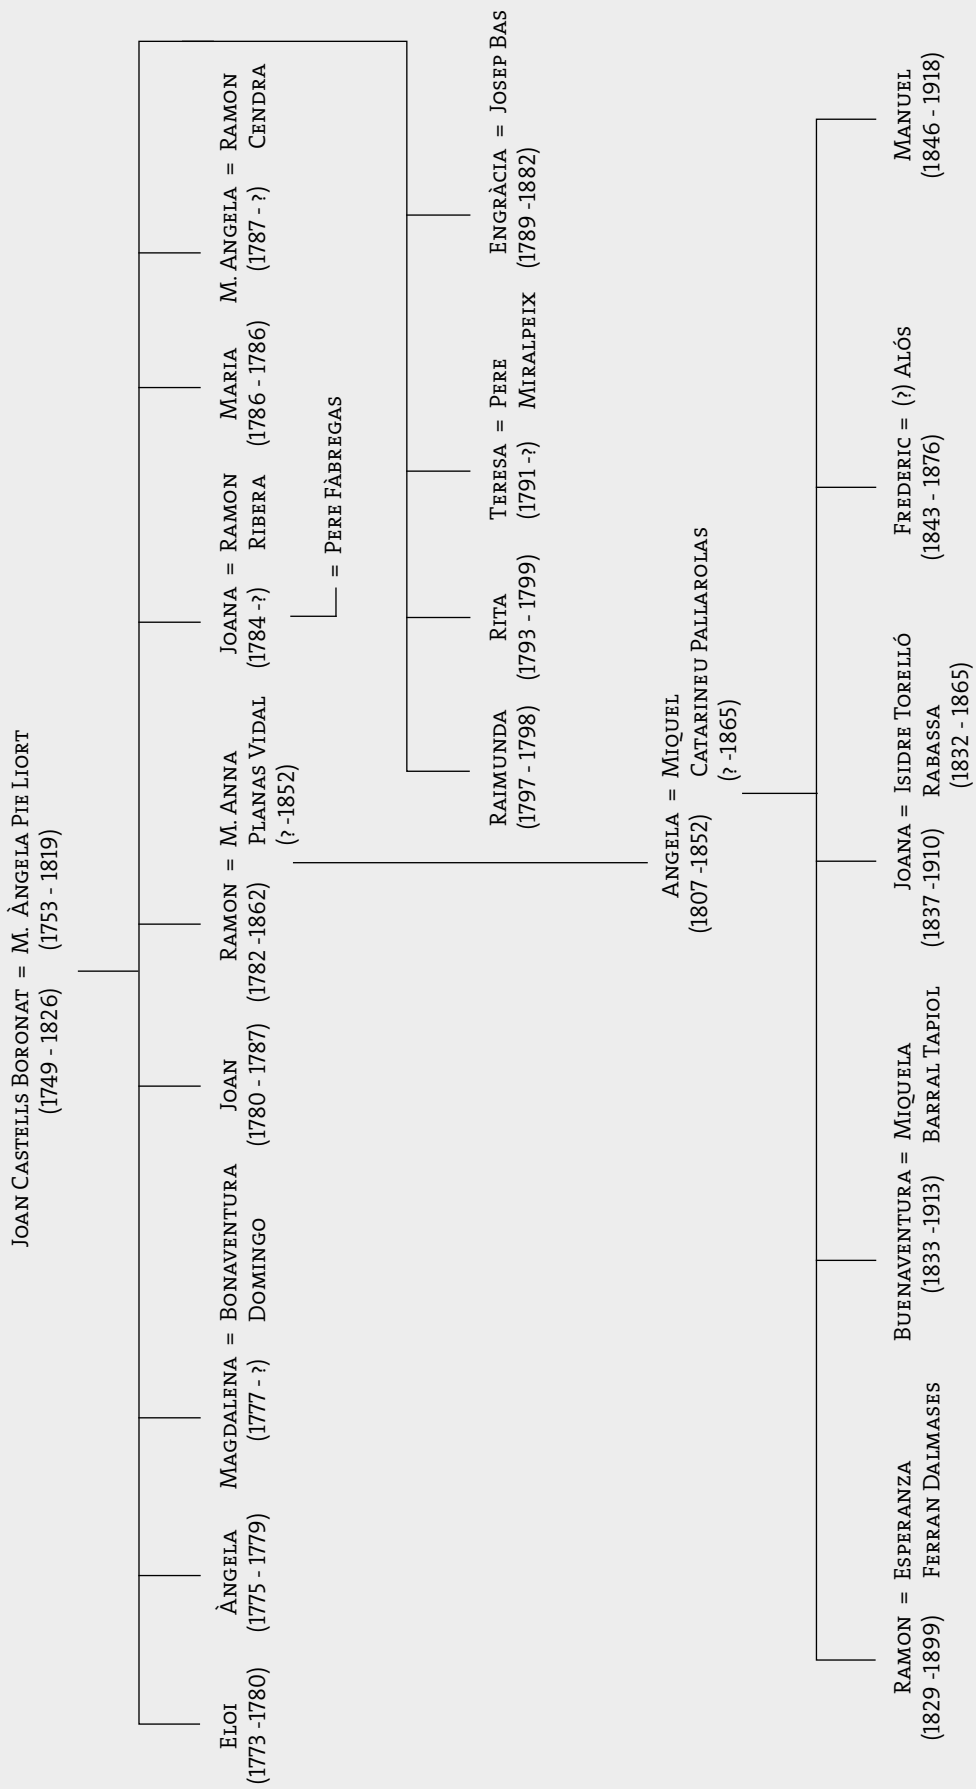 Joan Castells Boronat = M. Àngela Pie Liort
(1749 - 1826) (1753 - 1819)
Eloi
(1773 -1780)
Àngela
(1775 - 1779)
Magdalena = Bonaventura
(1777 - ?) Domingo
Joan
(1780 - 1787)
Ramon = M. Anna
(1782 -1862) Planas Vidal
(? -1852)
Joana = Ramon
(1784 -?) Ribera
= Pere Fàbregas
Maria
(1786 - 1786)
M. Angela = Ramon
(1787 - ?) Cendra
Raimunda
(1797 - 1798)
Rita
(1793 - 1799)
Teresa = Pere
(1791 -?) Miralpeix
Engràcia = Josep Bas
(1789 -1882)
Angela = Miquel
(1807 -1852) Catarineu Pallarolas
(? -1865)
Ramon = Esperanza
(1829 -1899) Ferran Dalmases
Buenaventura = Miquela
(1833 -1913) Barral Tapiol
Joana = Isidre Torelló
(1837 -1910) Rabassa
(1832 - 1865)
Frederic = (?) Alós
(1843 - 1876)
Manuel
(1846 - 1918)